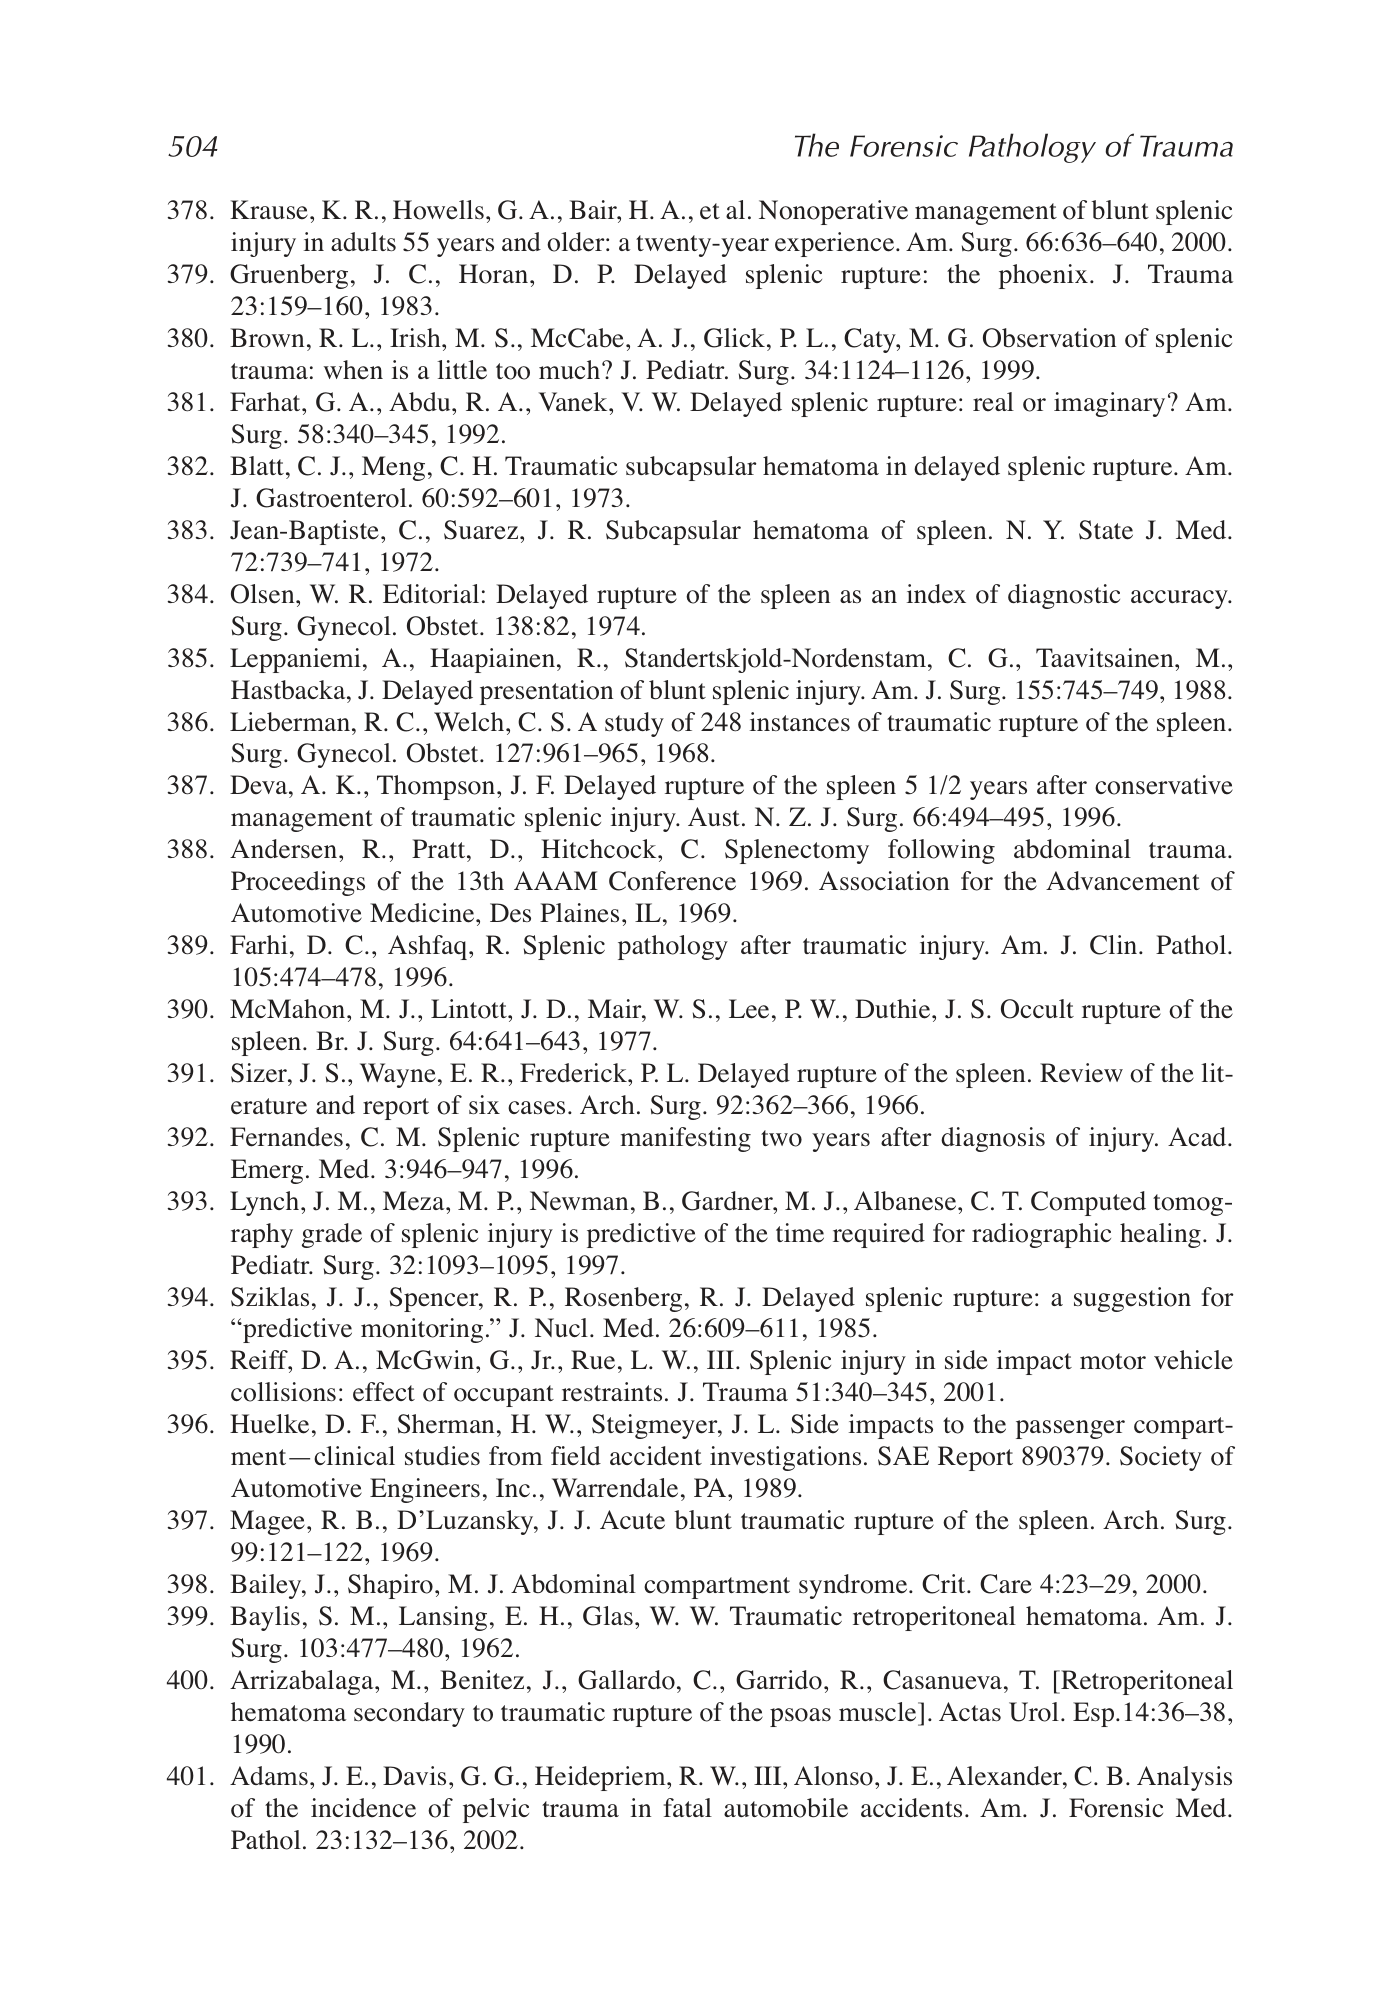 504 The Forensic Pathology of Trauma
378. Krause, K. R., Howells, G. A., Bair, H. A., et al. Nonoperative management of blunt splenic
injury in adults 55 years and older: a twenty-year experience. Am. Surg. 66:636–640, 2000.
379. Gruenberg, J. C., Horan, D. P. Delayed splenic rupture: the phoenix. J. Trauma
23:159–160, 1983.
380. Brown, R. L., Irish, M. S., McCabe, A. J., Glick, P. L., Caty, M. G. Observation of splenic
trauma: when is a little too much? J. Pediatr. Surg. 34:1124–1126, 1999.
381. Farhat, G. A., Abdu, R. A., Vanek, V. W. Delayed splenic rupture: real or imaginary? Am.
Surg. 58:340–345, 1992.
382. Blatt, C. J., Meng, C. H. Traumatic subcapsular hematoma in delayed splenic rupture. Am.
J. Gastroenterol. 60:592–601, 1973.
383. Jean-Baptiste, C., Suarez, J. R. Subcapsular hematoma of spleen. N. Y. State J. Med.
72:739–741, 1972.
384. Olsen, W. R. Editorial: Delayed rupture of the spleen as an index of diagnostic accuracy.
Surg. Gynecol. Obstet. 138:82, 1974.
385. Leppaniemi, A., Haapiainen, R., Standertskjold-Nordenstam, C. G., Taavitsainen, M.,
Hastbacka, J. Delayed presentation of blunt splenic injury. Am. J. Surg. 155:745–749, 1988.
386. Lieberman, R. C., Welch, C. S. A study of 248 instances of traumatic rupture of the spleen.
Surg. Gynecol. Obstet. 127:961–965, 1968.
387. Deva, A. K., Thompson, J. F. Delayed rupture of the spleen 5 1/2 years after conservative
management of traumatic splenic injury. Aust. N. Z. J. Surg. 66:494–495, 1996.
388. Andersen, R., Pratt, D., Hitchcock, C. Splenectomy following abdominal trauma.
Proceedings of the 13th AAAM Conference 1969. Association for the Advancement of
Automotive Medicine, Des Plaines, IL, 1969.
389. Farhi, D. C., Ashfaq, R. Splenic pathology after traumatic injury. Am. J. Clin. Pathol.
105:474–478, 1996.
390. McMahon, M. J., Lintott, J. D., Mair, W. S., Lee, P. W., Duthie, J. S. Occult rupture of the
spleen. Br. J. Surg. 64:641–643, 1977.
391. Sizer, J. S., Wayne, E. R., Frederick, P. L. Delayed rupture of the spleen. Review of the lit-
erature and report of six cases. Arch. Surg. 92:362–366, 1966.
392. Fernandes, C. M. Splenic rupture manifesting two years after diagnosis of injury. Acad.
Emerg. Med. 3:946–947, 1996.
393. Lynch, J. M., Meza, M. P., Newman, B., Gardner, M. J., Albanese, C. T. Computed tomog-
raphy grade of splenic injury is predictive of the time required for radiographic healing. J.
Pediatr. Surg. 32:1093–1095, 1997.
394. Sziklas, J. J., Spencer, R. P., Rosenberg, R. J. Delayed splenic rupture: a suggestion for
“predictive monitoring.” J. Nucl. Med. 26:609–611, 1985.
395. Reiff, D. A., McGwin, G., Jr., Rue, L. W., III. Splenic injury in side impact motor vehicle
collisions: effect of occupant restraints. J. Trauma 51:340–345, 2001.
396. Huelke, D. F., Sherman, H. W., Steigmeyer, J. L. Side impacts to the passenger compart-
ment—clinical studies from field accident investigations. SAE Report 890379. Society of
Automotive Engineers, Inc., Warrendale, PA, 1989.
397. Magee, R. B., D’Luzansky, J. J. Acute blunt traumatic rupture of the spleen. Arch. Surg.
99:121–122, 1969.
398. Bailey, J., Shapiro, M. J. Abdominal compartment syndrome. Crit. Care 4:23–29, 2000.
399. Baylis, S. M., Lansing, E. H., Glas, W. W. Traumatic retroperitoneal hematoma. Am. J.
Surg. 103:477–480, 1962.
400. Arrizabalaga, M., Benitez, J., Gallardo, C., Garrido, R., Casanueva, T. [Retroperitoneal
hematoma secondary to traumatic rupture of the psoas muscle]. Actas Urol. Esp.14:36–38,
1990.
401. Adams, J. E., Davis, G. G., Heidepriem, R. W., III, Alonso, J. E., Alexander, C. B. Analysis
of the incidence of pelvic trauma in fatal automobile accidents. Am. J. Forensic Med.
Pathol. 23:132–136, 2002.